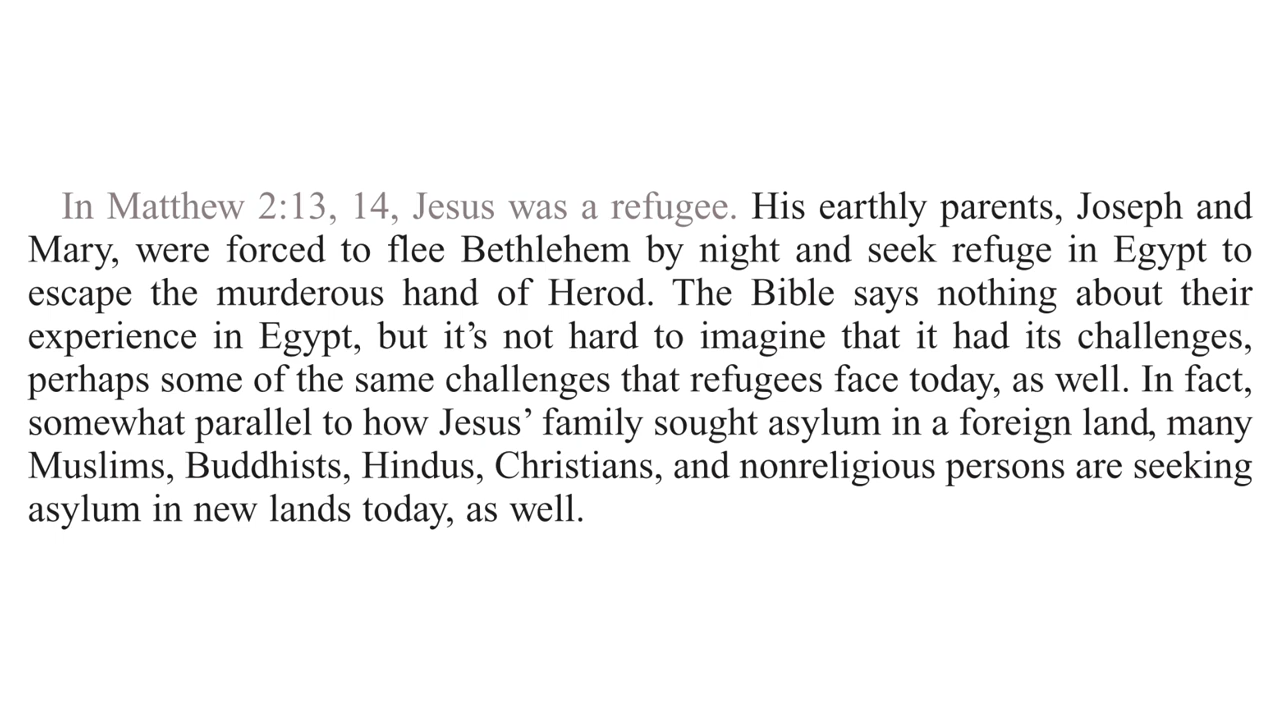 In Matthew 2:13, 14, Jesus was a refugee. His earthly parents, Joseph and
Mary, were forced to flee Bethlehem by night and seek refuge in Egypt to
escape the murderous hand of Herod. The Bible says nothing about their
experience in Egypt, but it’s not hard to imagine that it had its challenges,
perhaps some of the same challenges that refugees face today, as well. In fact,
somewhat parallel to how Jesus’ family sought asylum in a foreign land, many
Muslims, Buddhists, Hindus, Christians, and nonreligious persons are seeking
asylum in new lands today, as well.